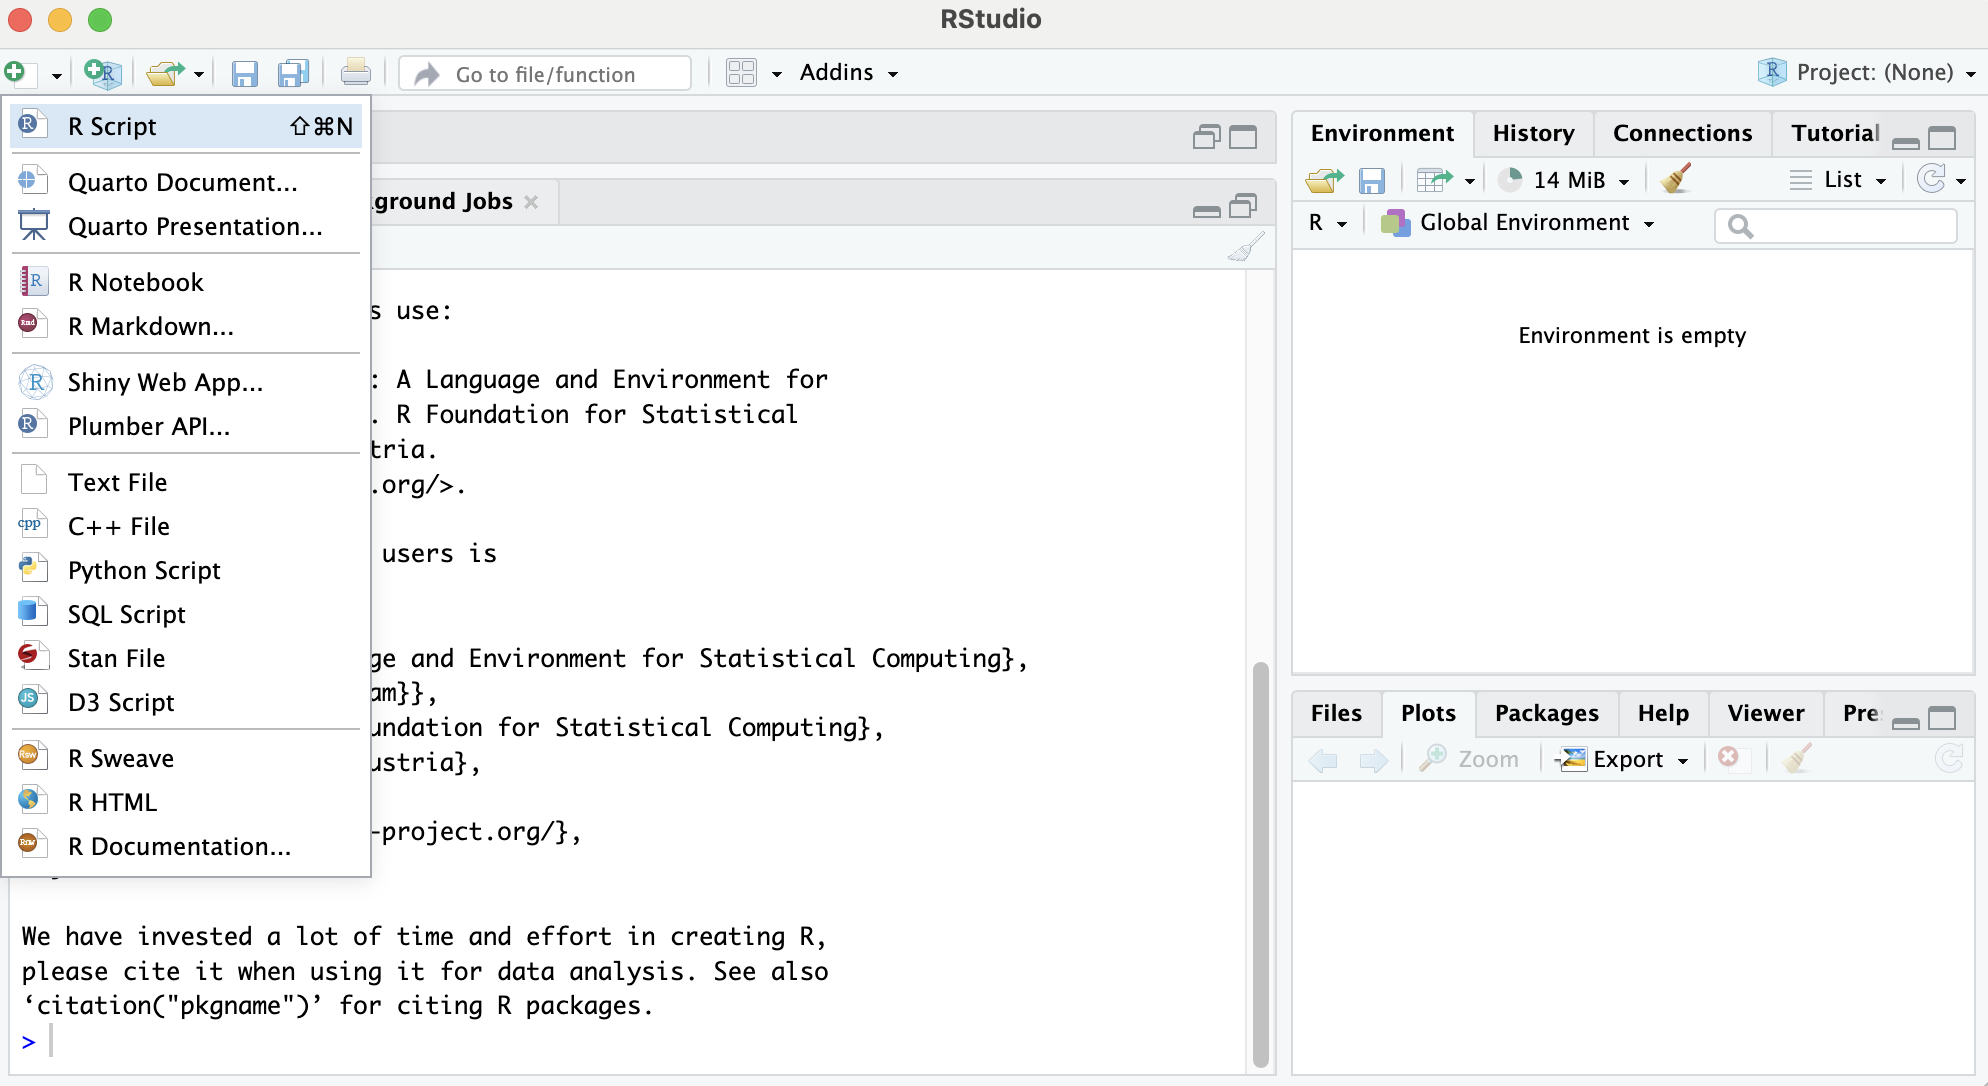 RStudio
Go to file/function
Addins
Project: (None)
R Script ⇧⌘N
Quarto Document...
Quarto Presentation...
R Notebook
R Markdown...
Shiny Web App...
Plumber API...
Text File
C++ File
Python Script
SQL Script
Stan File
D3 Script
R Sweave
R HTML
R Documentation...
ground Jobs
s use:
: A Language and Environment for
. R Foundation for Statistical
tria.
.org/>.
users is
ge and Environment for Statistical Computing},
am}},
undation for Statistical Computing},
ustria},
-project.org/},
We have invested a lot of time and effort in creating R,
please cite it when using it for data analysis. See also
‘citation("pkgname")’ for citing R packages.
>
Environment History Connections Tutorial
14 MiB List
R Global Environment
Environment is empty
Files Plots Packages Help Viewer Pre
Zoom Export